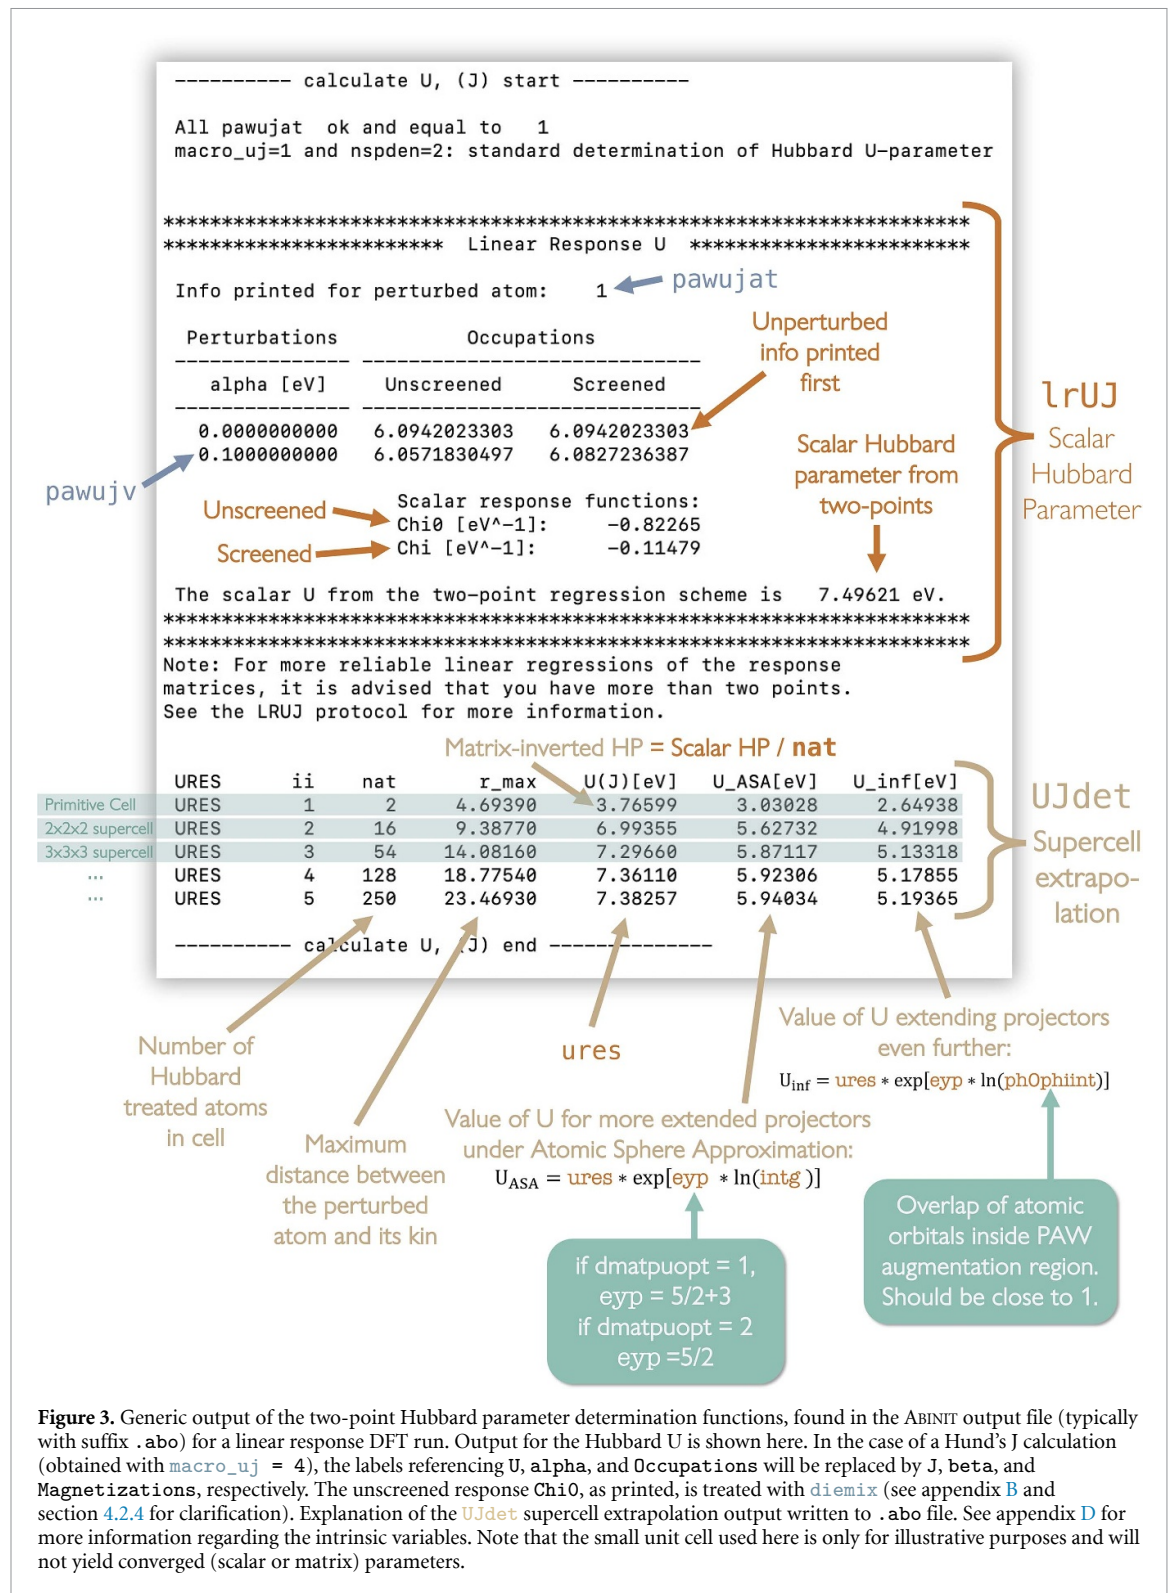 ---------- calculate U, (J) start ----------
All pawujat  ok and equal to   1
macro_uj=1 and nspden=2: standard determination of Hubbard U-parameter
*********************************************************************
************************  Linear Response U  ************************
Info printed for perturbed atom:    1
pawujat
Perturbations    Occupations
--------------- -----------------------------
alpha [eV]    Unscreened    Screened
--------------- -----------------------------
0.0000000000    6.0942023303    6.0942023303
0.1000000000    6.0571830497    6.0827236387
Unperturbed
info printed
first
pawujv
Scalar response functions:
Chi0 [eV^-1]:    -0.82265
Chi [eV^-1]:    -0.11479
Unscreened
Screened
Scalar Hubbard
parameter from
two-points
The scalar U from the two-point regression scheme is   7.49621 eV.
*********************************************************************
*********************************************************************
lrUJ
Scalar
Hubbard
Parameter
Note: For more reliable linear regressions of the response
matrices, it is advised that you have more than two points.
See the LRUJ protocol for more information.
Matrix-inverted HP = Scalar HP / nat
URES    ii    nat    r_max    U(J)[eV]    U_ASA[eV]    U_inf[eV]
Primitive Cell    URES    1    2    4.69390    3.76599    3.03028    2.64938
2x2x2 supercell    URES    2    16    9.38770    6.99355    5.62732    4.91998
3x3x3 supercell    URES    3    54    14.08160    7.29660    5.87117    5.13318
...    URES    4    128    18.77540    7.36110    5.92306    5.17855
...    URES    5    250    23.46930    7.38257    5.94034    5.19365
UJdet
Supercell
extrapo-
lation
---------- calculate U, (J) end --------------
Number of
Hubbard
treated atoms
in cell
Maximum
distance between
the perturbed
atom and its kin
ures
Value of U for more extended projectors
under Atomic Sphere Approximation:
U_ASA = ures * exp[eyp * ln(intg )]
Value of U extending projectors
even further:
U_inf = ures * exp[eyp * ln(ph0phiint)]
if dmatpuopt = 1,
eyp = 5/2+3
if dmatpuopt = 2
eyp =5/2
Overlap of atomic
orbitals inside PAW
augmentation region.
Should be close to 1.
Figure 3. Generic output of the two-point Hubbard parameter determination functions, found in the ABINIT output file (typically
with suffix .abo) for a linear response DFT run. Output for the Hubbard U is shown here. In the case of a Hund's J calculation
(obtained with macro_uj = 4), the labels referencing U, alpha, and Occupations will be replaced by J, beta, and
Magnetizations, respectively. The unscreened response Chi0, as printed, is treated with diemix (see appendix B and
section 4.2.4 for clarification). Explanation of the UJdet supercell extrapolation output written to .abo file. See appendix D for
more information regarding the intrinsic variables. Note that the small unit cell used here is only for illustrative purposes and will
not yield converged (scalar or matrix) parameters.